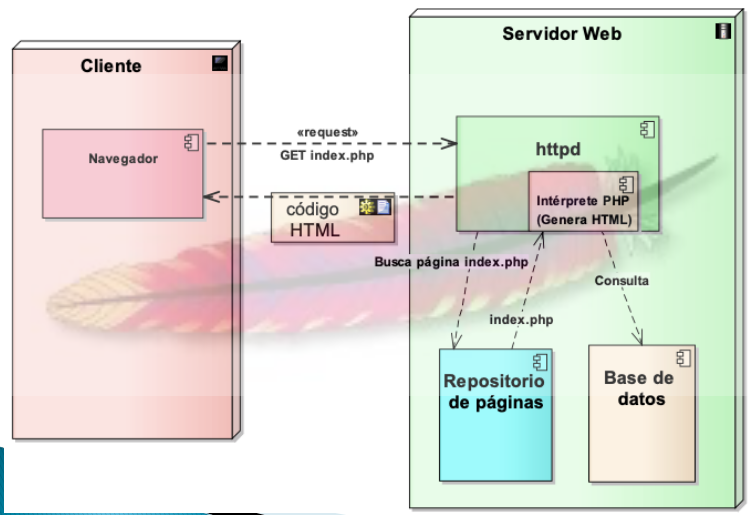 Servidor Web
Cliente
Navegador
«request»
GET index.php
httpd
Intérprete PHP
(Genera HTML)
código
HTML
Busca página index.php
Consulta
index.php
Repositorio
de páginas
Base de
datos